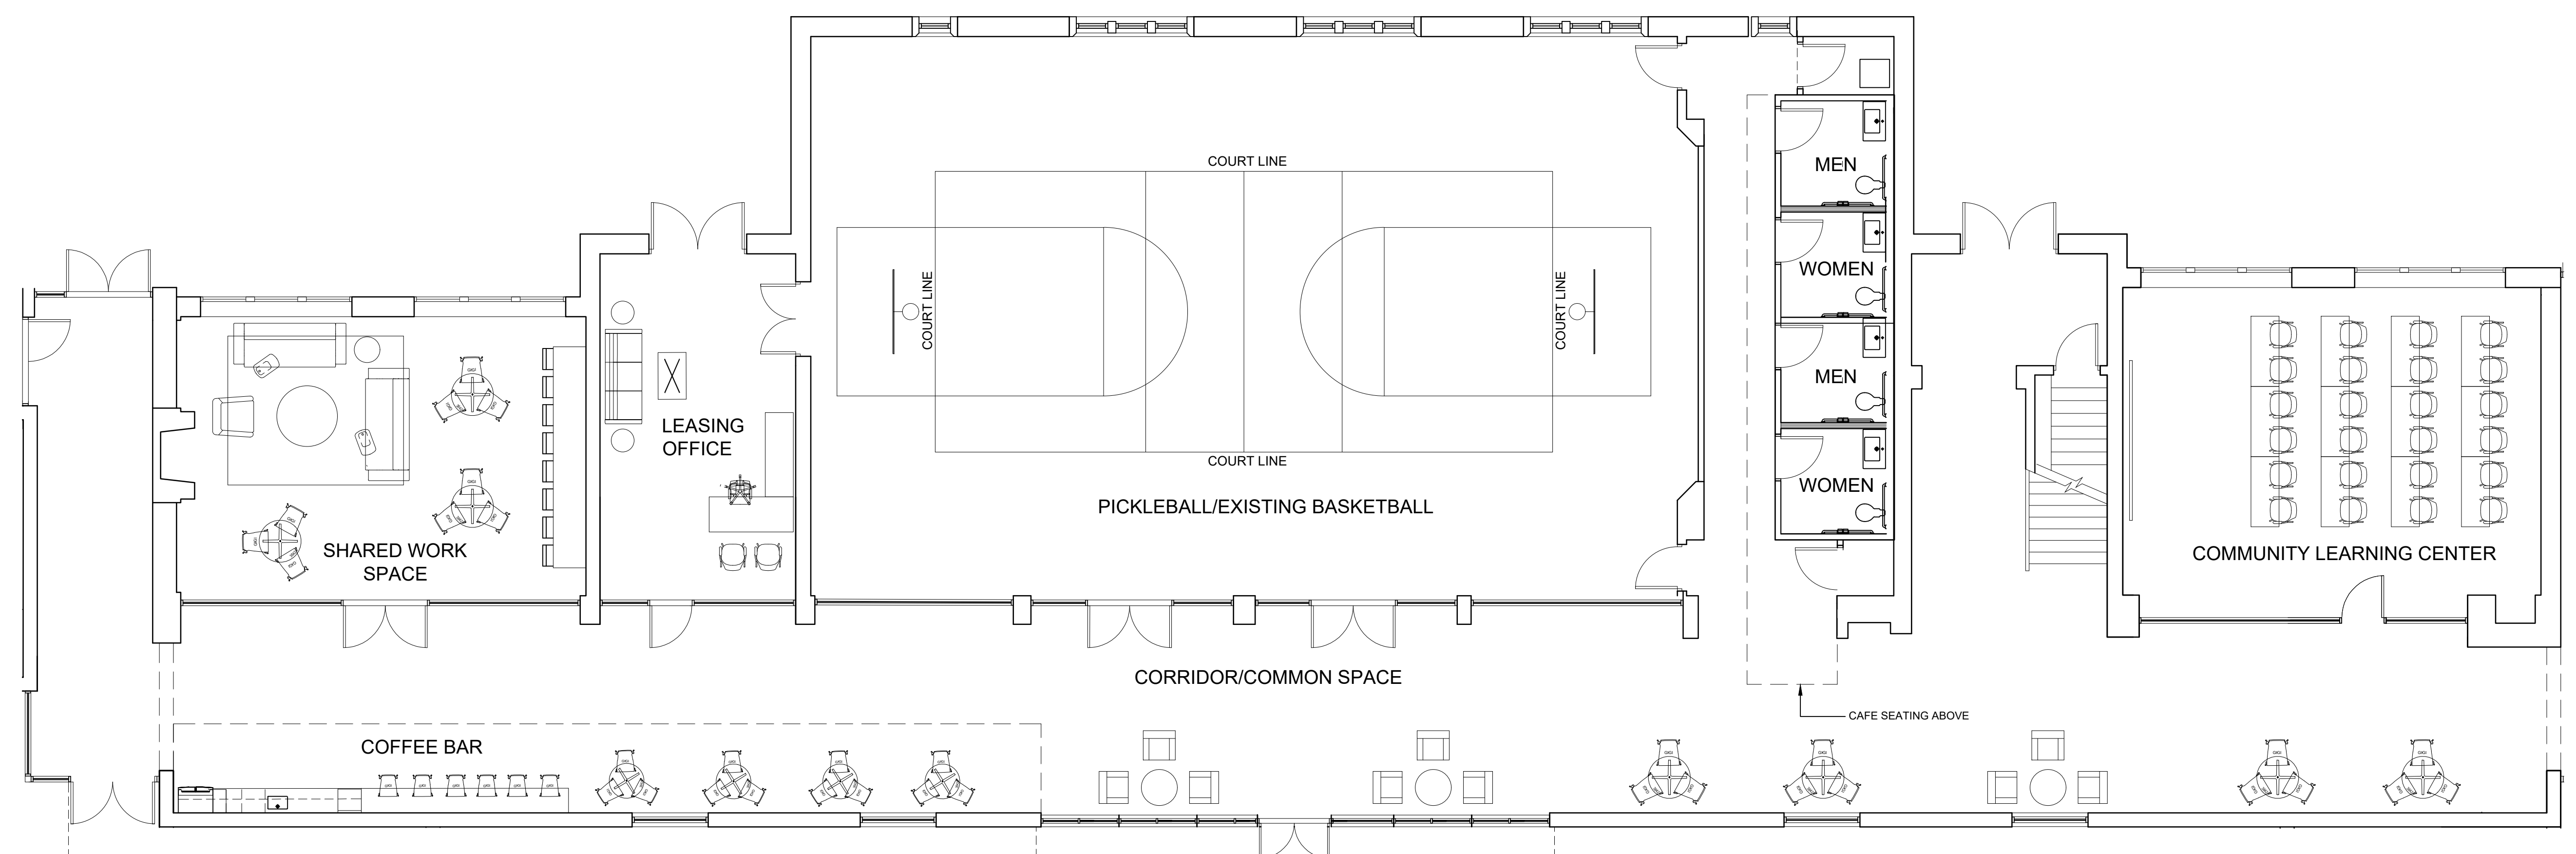 COURT LINE
MEN
WOMEN
COURT LINE
COURT LINE
MEN
LEASING
OFFICE
COURT LINE
WOMEN
PICKLEBALL/EXISTING BASKETBALL
SHARED WORK
SPACE
COMMUNITY LEARNING CENTER
CORRIDOR/COMMON SPACE
CAFE SEATING ABOVE
COFFEE BAR